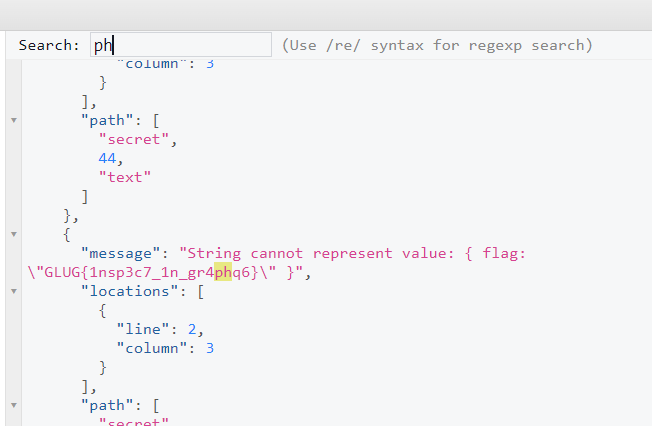 Search: ph (Use /re/ syntax for regexp search)
"column": 3
}
],
"path": [
"secret",
44,
"text"
]
},
{
"message": "String cannot represent value: { flag:
\"GLUG{1nsp3c7_1n_gr4phq6}\" }",
"locations": [
{
"line": 2,
"column": 3
}
],
"path": [
"secret"